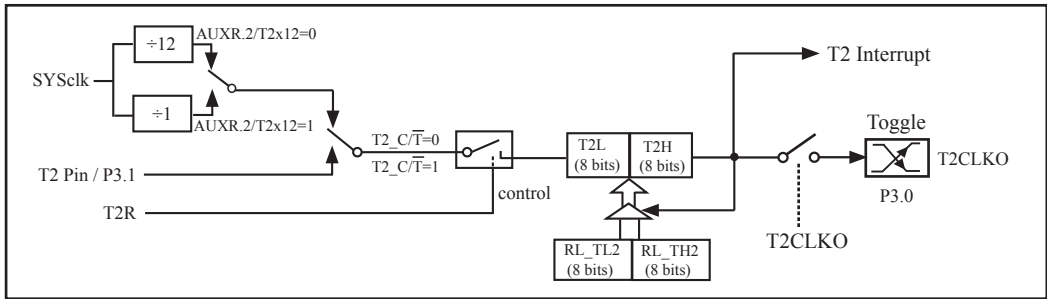 ÷12
AUXR.2/T2x12=0
SYSclk
÷1
AUXR.2/T2x12=1
T2 Pin / P3.1
T2R
T2_C/T̅=0
T2_C/T̅=1
control
T2L
(8 bits)
T2H
(8 bits)
RL_TL2
(8 bits)
RL_TH2
(8 bits)
T2 Interrupt
Toggle
T2CLKO
P3.0
T2CLKO